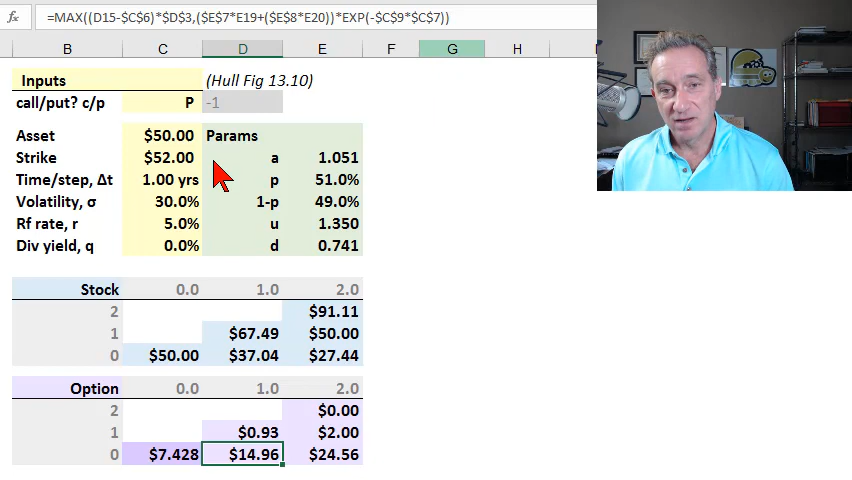 fx =MAX((D15-$C$6)*$D$3,($E$7*E19+($E$8*E20))*EXP(-$C$9*$C$7))
B C D E F G H
Inputs (Hull Fig 13.10)
call/put? c/p P -1
Asset $50.00 Params
Strike $52.00 a 1.051
Time/step, Δt 1.00 yrs p 51.0%
Volatility, σ 30.0% 1-p 49.0%
Rf rate, r 5.0% u 1.350
Div yield, q 0.0% d 0.741
Stock 0.0 1.0 2.0
2 $91.11
1 $67.49 $50.00
0 $50.00 $37.04 $27.44
Option 0.0 1.0 2.0
2 $0.00
1 $0.93 $2.00
0 $7.428 $14.96 $24.56